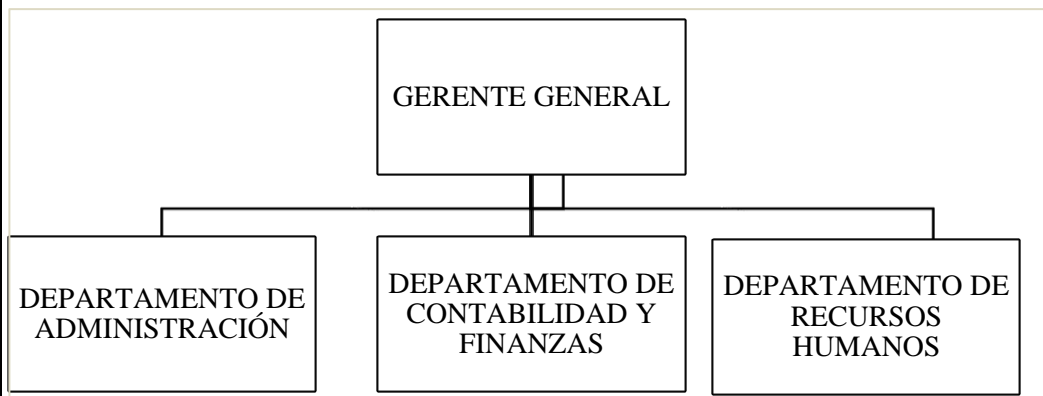 GERENTE GENERAL
DEPARTAMENTO DE
ADMINISTRACIÓN
DEPARTAMENTO DE
CONTABILIDAD Y
FINANZAS
DEPARTAMENTO DE
RECURSOS
HUMANOS